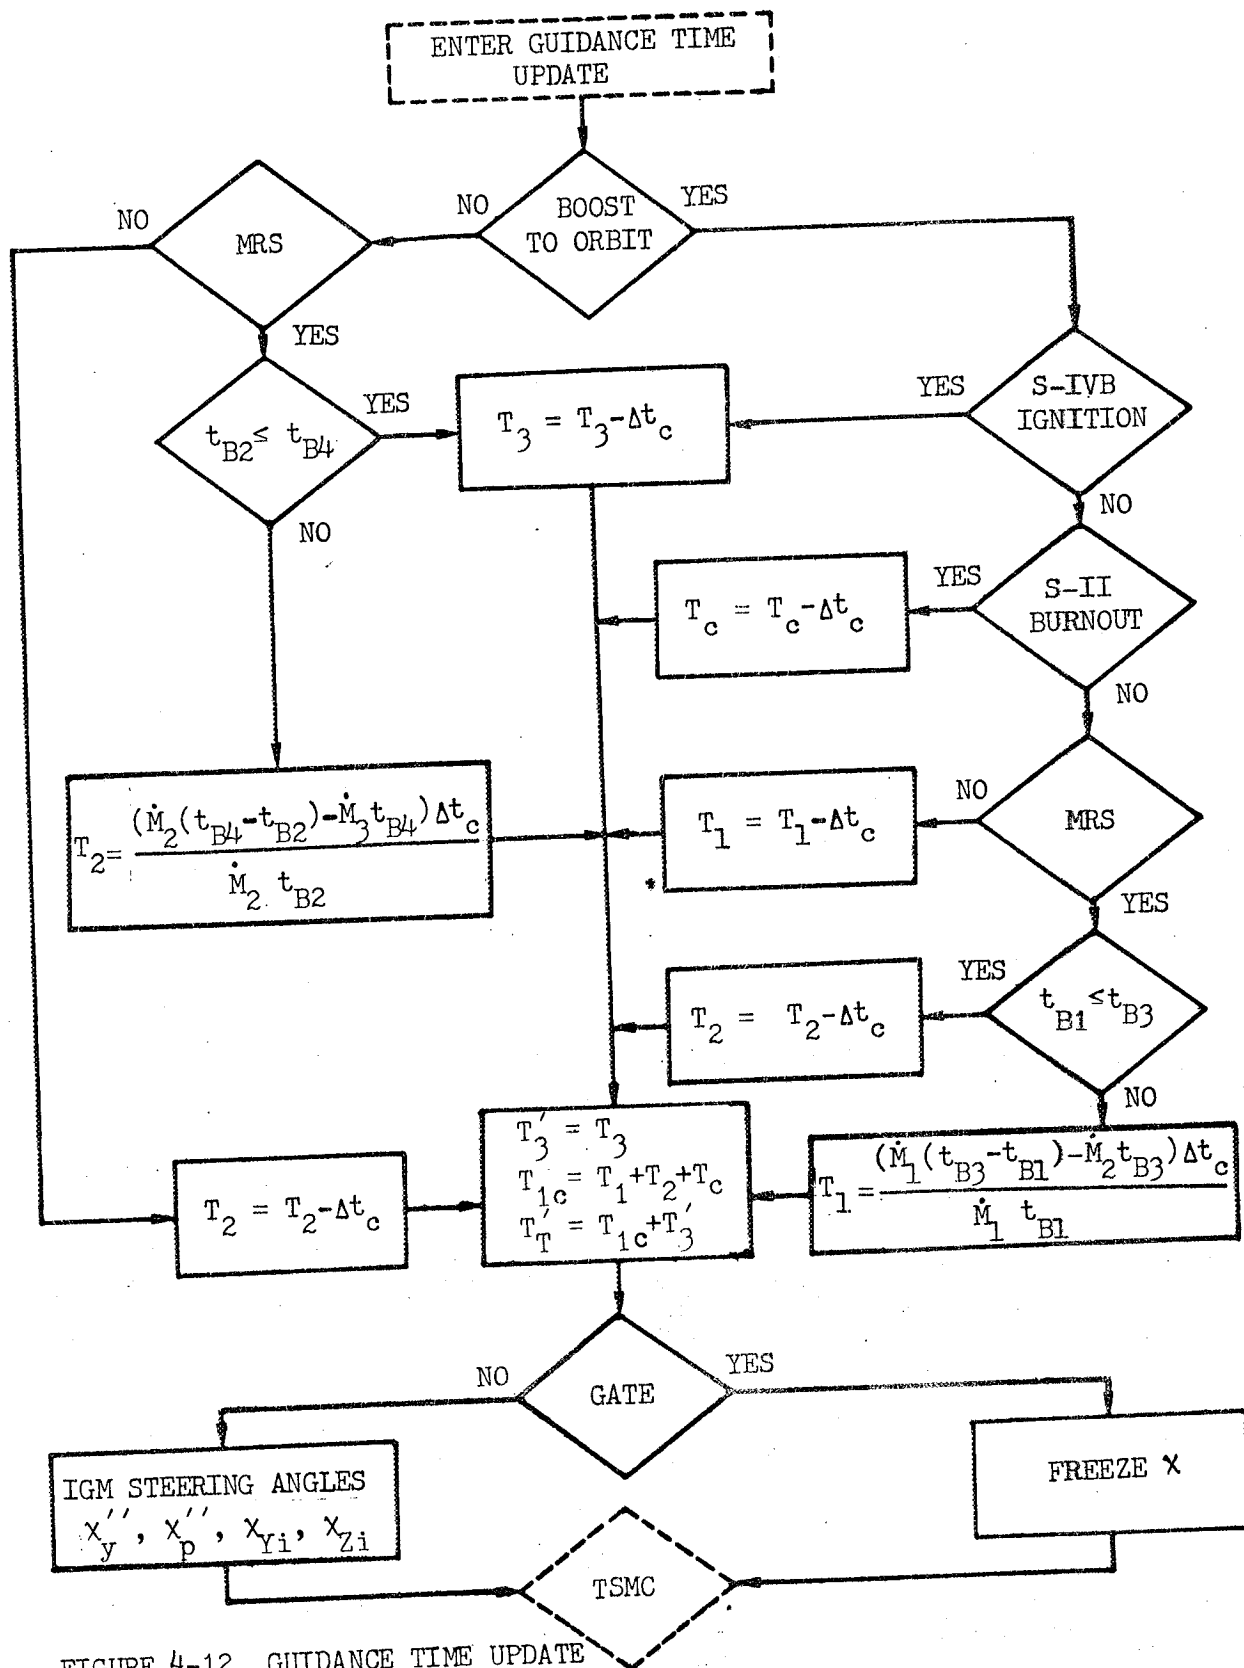 ENTER GUIDANCE TIME
UPDATE
BOOST
TO ORBIT
NO
YES
MRS
NO
YES
t_B2 ≤ t_B4
YES
NO
T_3 = T_3-Δt_c
S-IVB
IGNITION
YES
NO
T_c = T_c-Δt_c
S-II
BURNOUT
YES
NO
T_2= (Ṁ_2(t_B4-t_B2)-Ṁ_3t_B4)Δt_c
Ṁ_2 t_B2
T_1 = T_1-Δt_c
MRS
NO
YES
T_2 = T_2-Δt_c
t_B1≤t_B3
YES
NO
T_2 = T_2-Δt_c
T_3' = T_3
T_1c = T_1+T_2+T_c
T_T' = T_1c+T_3'
T_1= (Ṁ_1(t_B3-t_B1)-Ṁ_2t_B3)Δt_c
Ṁ_1 t_B1
GATE
NO
YES
IGM STEERING ANGLES
χ_y'', χ_p'', χ_Yi, χ_Zi
FREEZE χ
TSMC
FIGURE 4-12 GUIDANCE TIME UPDATE